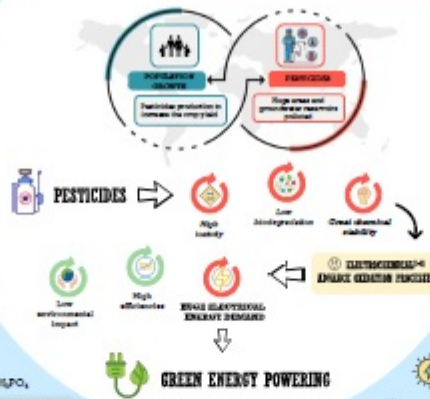 POPULATION
GROWTH
PESTICIDES
Pesticides production to
increase the crop yield
Huge areas and
groundwater reservoirs
polluted
PESTICIDES
High
toxicity
Low
biodegradation
Great chemical
stability
ELECTROCHEMICAL
ADVANCE OXIDATION PROCESSES
Low
environmental
impact
High
efficiencies
HUGE ELECTRICAL
ENERGY DEMAND
GREEN ENERGY POWERING